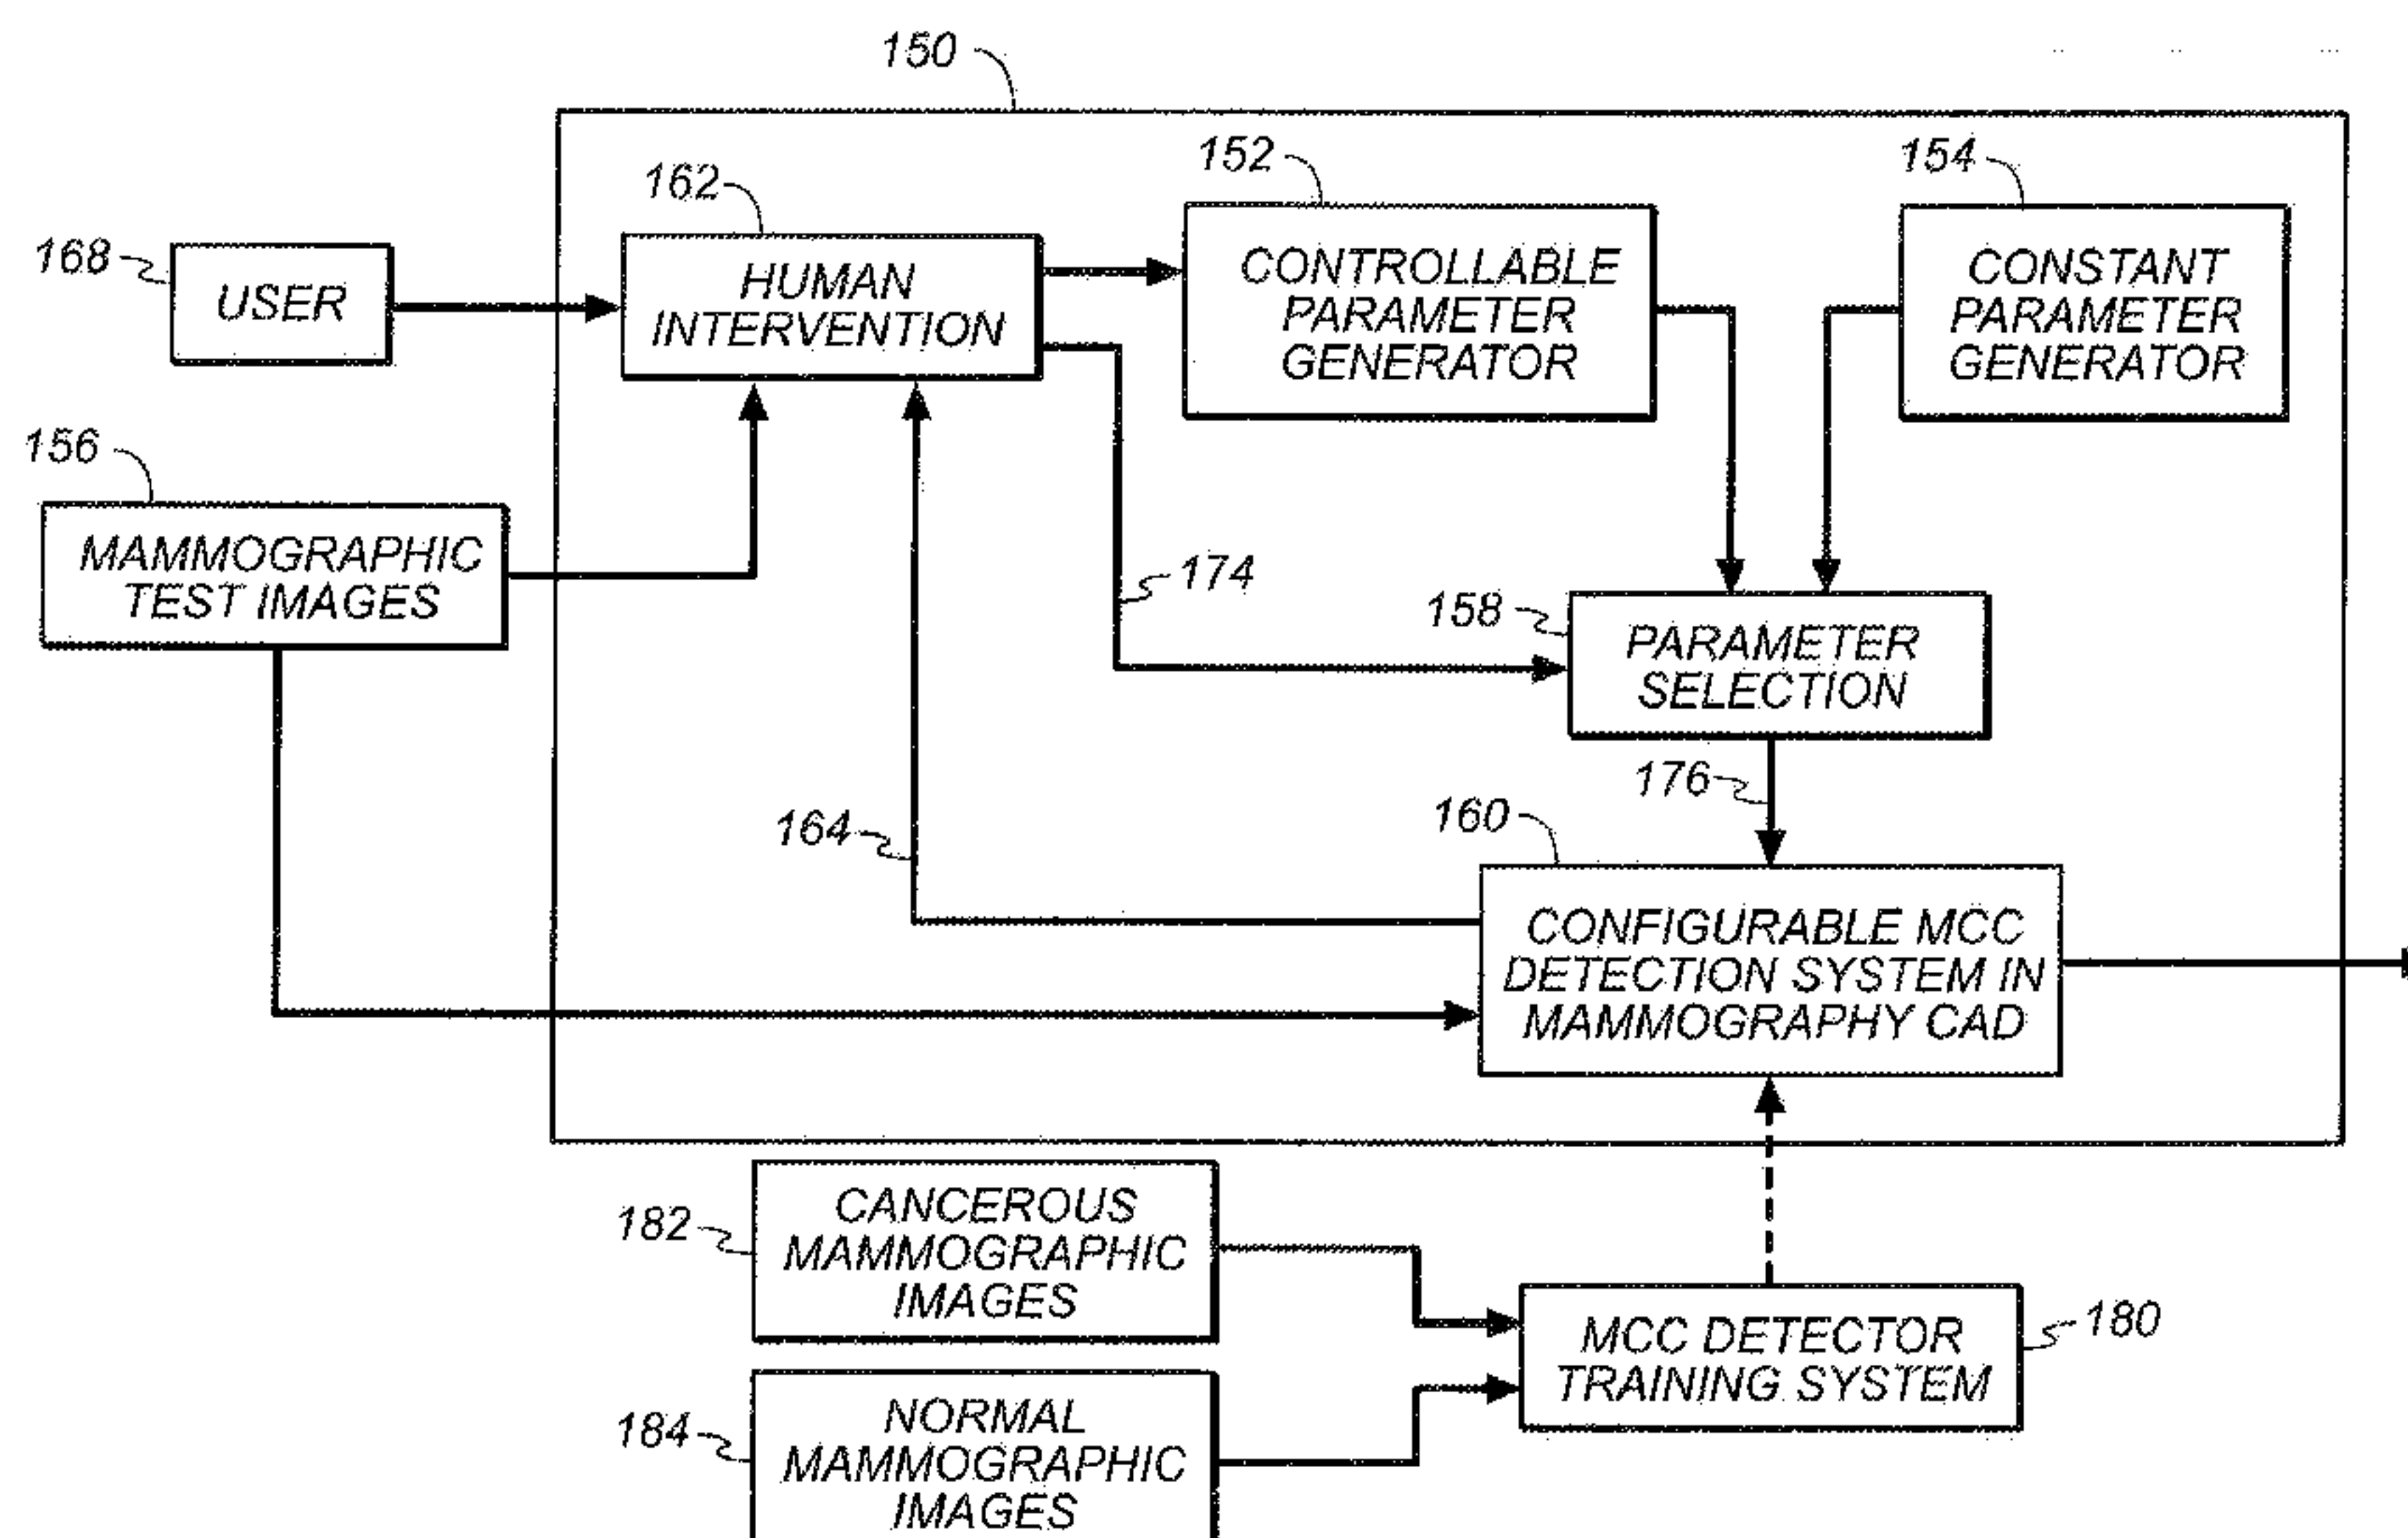 150
152
154
162
168
USER
HUMAN
INTERVENTION
CONTROLLABLE
PARAMETER
GENERATOR
CONSTANT
PARAMETER
GENERATOR
156
MAMMOGRAPHIC
TEST IMAGES
174
158
PARAMETER
SELECTION
176
164
160
CONFIGURABLE MCC
DETECTION SYSTEM IN
MAMMOGRAPHY CAD
182
CANCEROUS
MAMMOGRAPHIC
IMAGES
MCC DETECTOR
TRAINING SYSTEM
180
184
NORMAL
MAMMOGRAPHIC
IMAGES